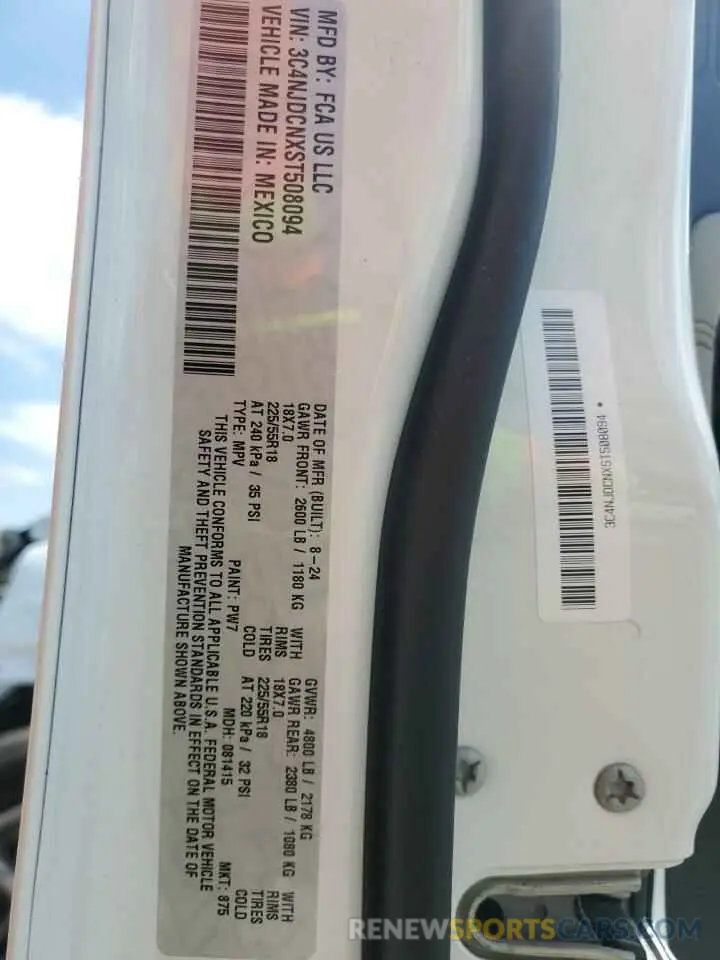 MFD BY: FCA US LLC
VIN: 3C4NJDCNXST508094
VEHICLE MADE IN: MEXICO
DATE OF MFR (BUILT): 8-24 GVWR: 4800 LB / 2178 KG
GAWR FRONT: 2600 LB / 1180 KG WITH GAWR REAR: 2380 LB / 1080 KG WITH
18X7.0 RIMS 18X7.0 RIMS
225/55R18 TIRES 225/55R18 TIRES
AT 240 kPa / 35 PSI COLD AT 220 kPa / 32 PSI COLD
TYPE: MPV PAINT: PW7 MDH: 081415 MKT: 875
THIS VEHICLE CONFORMS TO ALL APPLICABLE U.S.A. FEDERAL MOTOR VEHICLE
SAFETY AND THEFT PREVENTION STANDARDS IN EFFECT ON THE DATE OF
MANUFACTURE SHOWN ABOVE.
3C4NJDCNXST508094
RENEWSPORTSCARS.COM